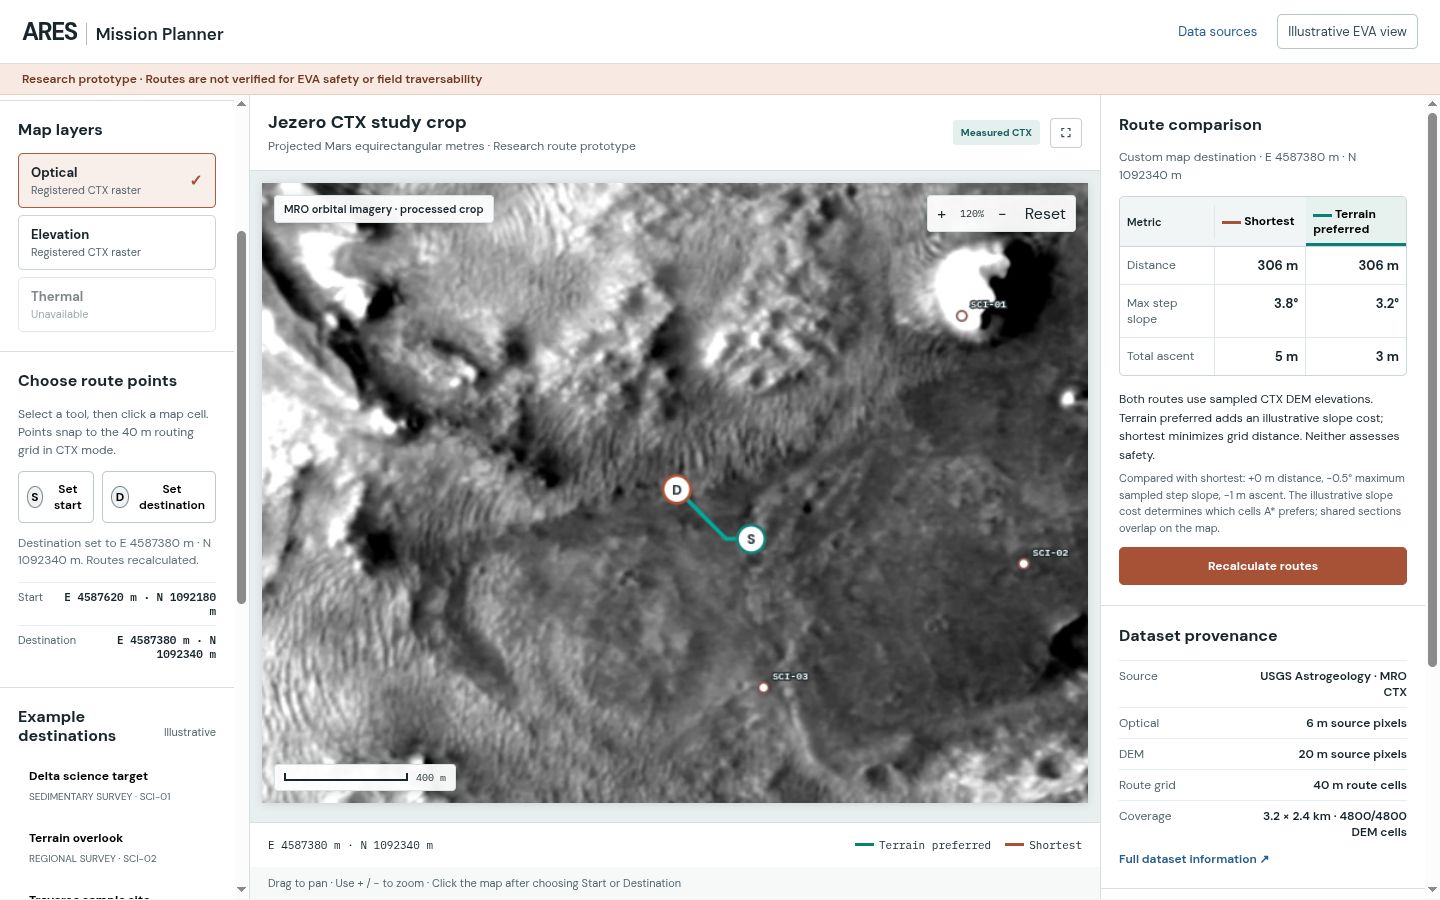 ARES
Mission Planner
Data sources
Illustrative EVA view
Research prototype · Routes are not verified for EVA safety or field traversability
Map layers
Optical
Registered CTX raster
✓
Elevation
Registered CTX raster
Thermal
Unavailable
Choose route points
Select a tool, then click a map cell.
Points snap to the 40 m routing
grid in CTX mode.
S
Set
start
D
Set
destination
Destination set to E 4587380 m · N
1092340 m. Routes recalculated.
Start
E 4587620 m · N 1092180
m
Destination
E 4587380 m · N
1092340 m
Example
destinations
Illustrative
Delta science target
SEDIMENTARY SURVEY · SCI-01
Terrain overlook
REGIONAL SURVEY · SCI-02
Jezero CTX study crop
Projected Mars equirectangular metres · Research route prototype
Measured CTX
MRO orbital imagery · processed crop
+ 120% − Reset
SCI-01
D
S
SCI-02
SCI-03
400 m
E 4587380 m · N 1092340 m
Terrain preferred
Shortest
Drag to pan · Use + / − to zoom · Click the map after choosing Start or Destination
Route comparison
Custom map destination · E 4587380 m · N
1092340 m
Metric
Shortest
Terrain
preferred
Distance
306 m
306 m
Max step
slope
3.8°
3.2°
Total ascent
5 m
3 m
Both routes use sampled CTX DEM elevations.
Terrain preferred adds an illustrative slope cost;
shortest minimizes grid distance. Neither assesses
safety.
Compared with shortest: +0 m distance, −0.5° maximum
sampled step slope, −1 m ascent. The illustrative slope
cost determines which cells A* prefers; shared sections
overlap on the map.
Recalculate routes
Dataset provenance
Source
USGS Astrogeology · MRO
CTX
Optical
6 m source pixels
DEM
20 m source pixels
Route grid
40 m route cells
Coverage
3.2 × 2.4 km · 4800/4800
DEM cells
Full dataset information ↗